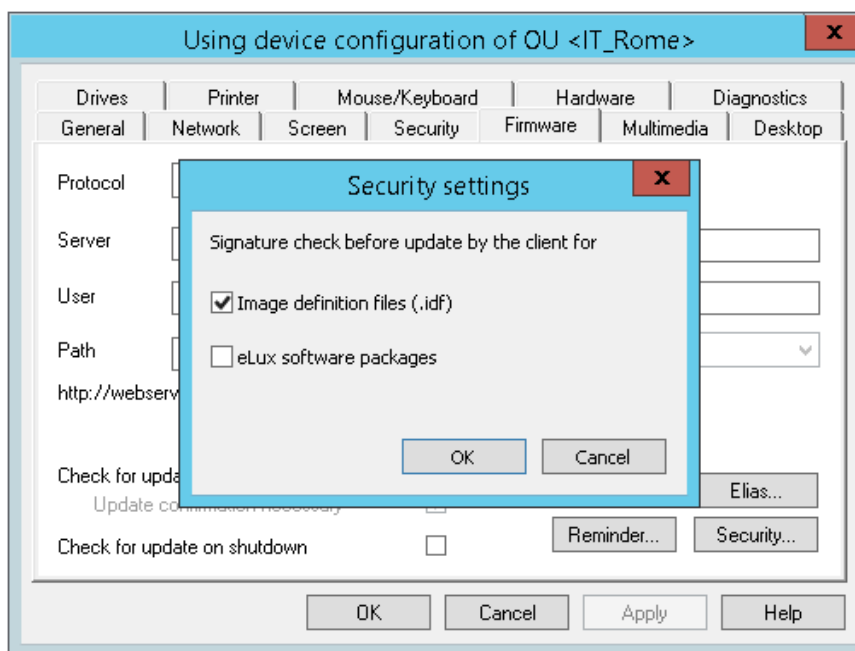 Using device configuration of OU <IT_Rome>
x
Drives Printer Mouse/Keyboard Hardware Diagnostics
General Network Screen Security Firmware Multimedia Desktop
Protocol
Security settings
x
Server
Signature check before update by the client for
User
Image definition files (.idf)
Path
eLux software packages
http://webserv
OK Cancel
Check for upda
Elias...
Update
Reminder... Security...
Check for update on shutdown
OK Cancel Apply Help